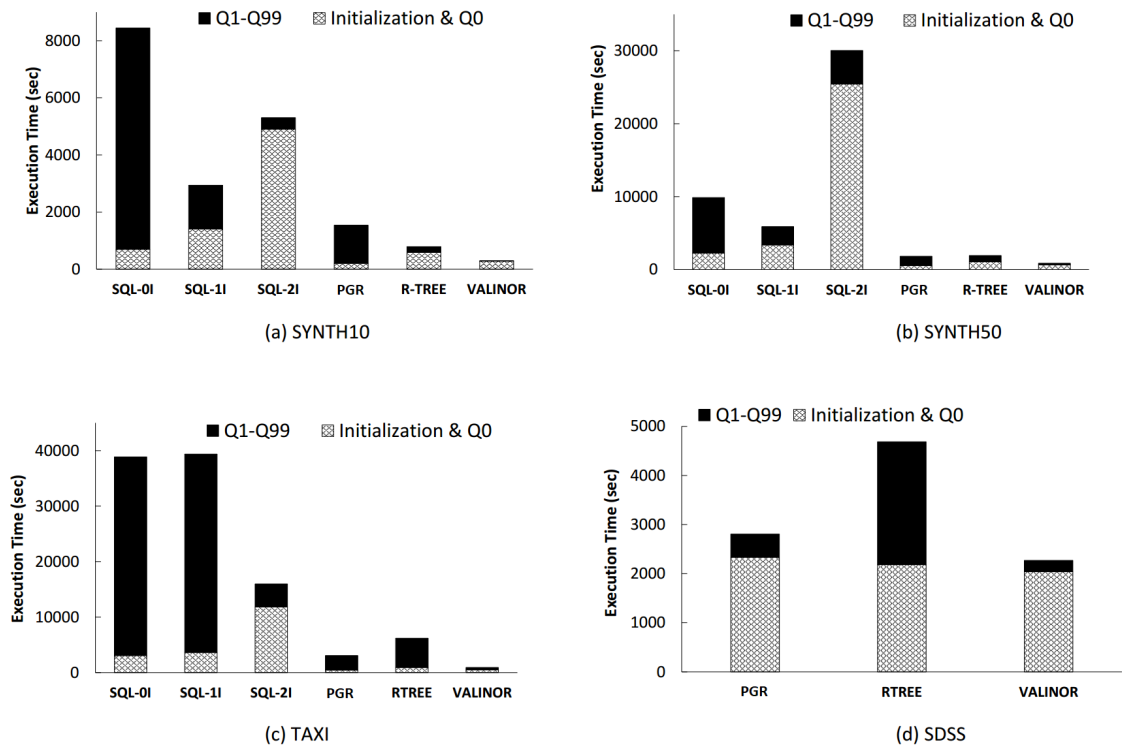 Q1-Q99 Initialization & Q0
Execution Time (sec)
8000
6000
4000
2000
0
SQL-0I SQL-1I SQL-2I PGR R-TREE VALINOR
(a) SYNTH10
Q1-Q99 Initialization & Q0
Execution Time (sec)
30000
20000
10000
0
SQL-0I SQL-1I SQL-2I PGR R-TREE VALINOR
(b) SYNTH50
Q1-Q99 Initialization & Q0
Execution Time (sec)
40000
30000
20000
10000
0
SQL-0I SQL-1I SQL-2I PGR RTREE VALINOR
(c) TAXI
Q1-Q99 Initialization & Q0
Execution Time (sec)
5000
4000
3000
2000
1000
0
PGR RTREE VALINOR
(d) SDSS